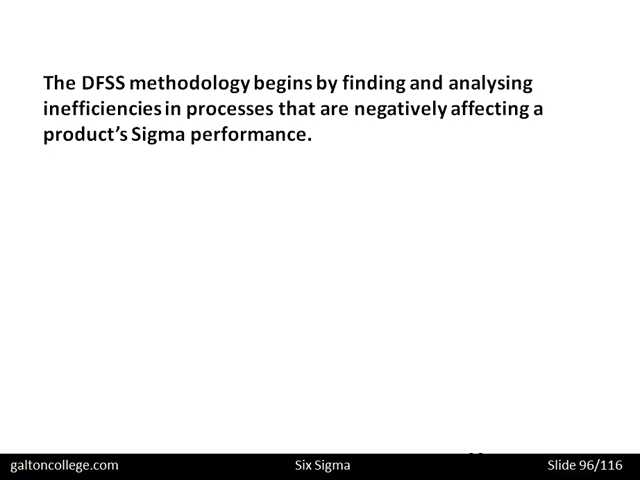 The DFSS methodology begins by finding and analysing
inefficiencies in processes that are negatively affecting a
product's Sigma performance.
galtoncollege.com
Six Sigma
Slide 96/116